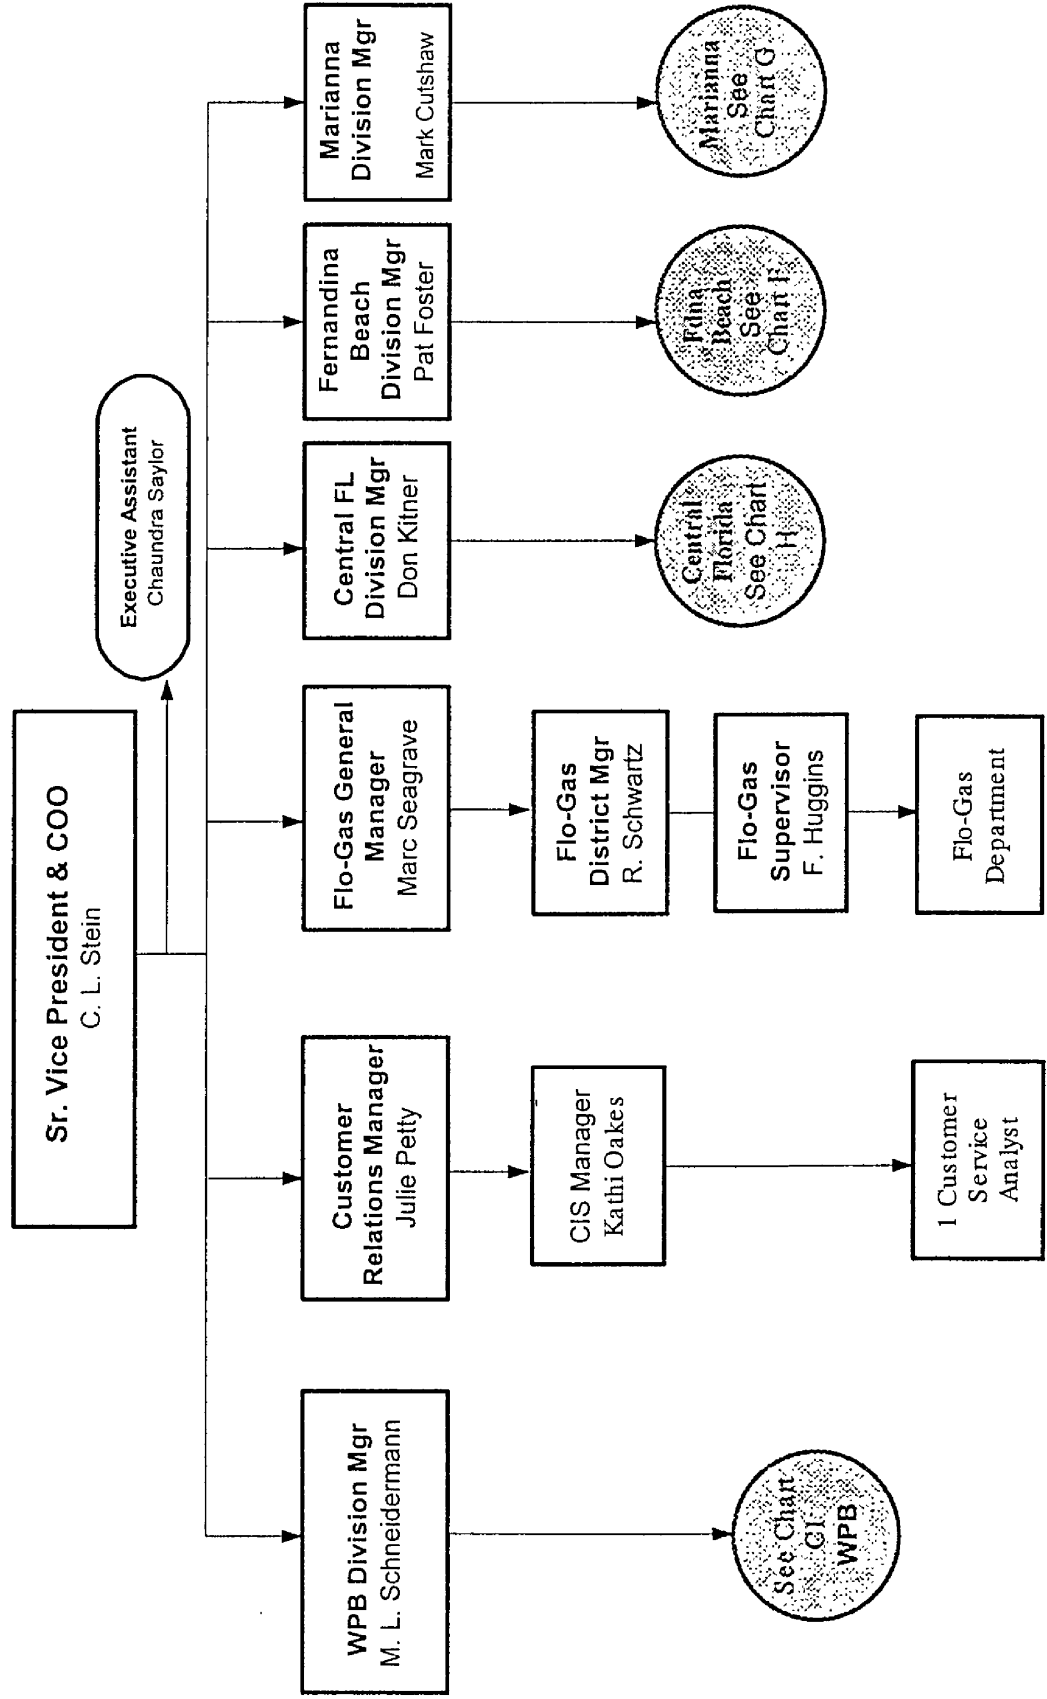 Sr. Vice President & COO
C. L. Stein
Executive Assistant
Chaundra Saylor
WPB Division Mgr
M. L. Schneidermann
Customer
Relations Manager
Julie Petty
Flo-Gas General
Manager
Marc Seagrave
Central FL
Division Mgr
Don Kitner
Fernandina
Beach
Division Mgr
Pat Foster
Marianna
Division Mgr
Mark Cutshaw
CIS Manager
Kathi Oakes
Flo-Gas
District Mgr
R. Schwartz
Flo-Gas
Supervisor
F. Huggins
See Chart
G1
WPB
1 Customer
Service
Analyst
Flo-Gas
Department
Central
Florida
See Chart
H
Fdna
Beach
See
Chart F
Marianna
See
Chart G